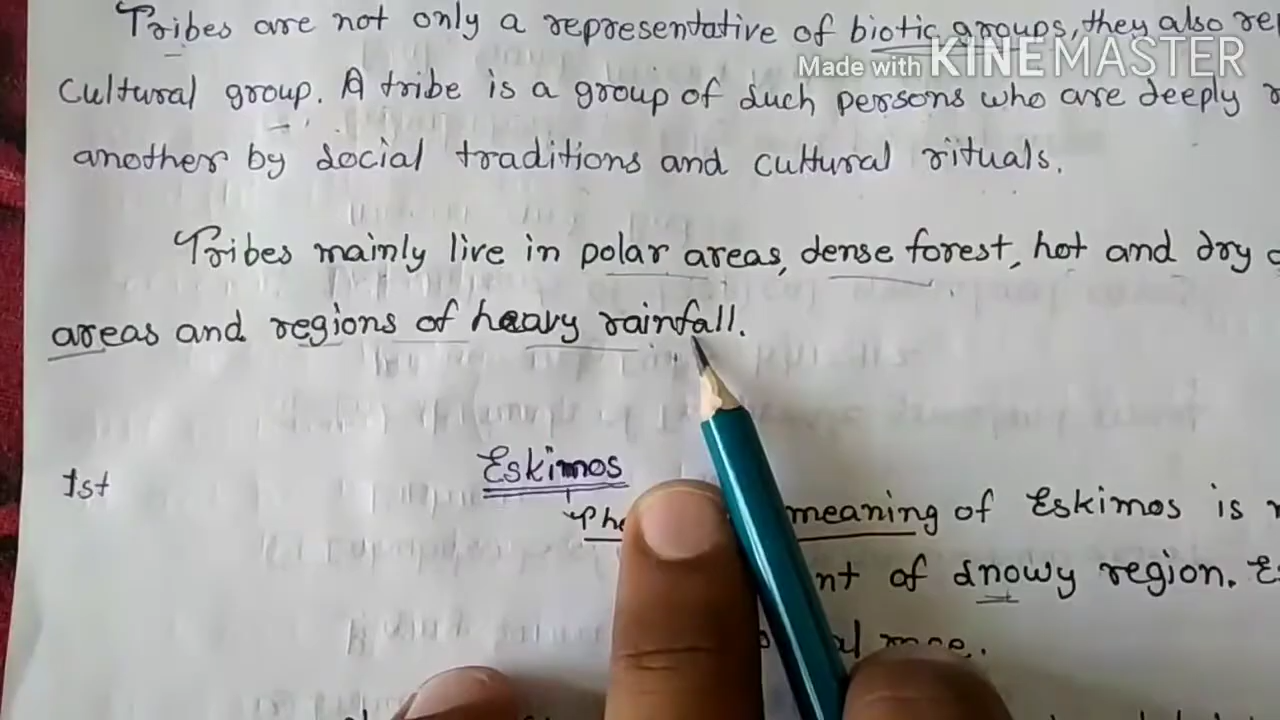 Tribes are not only a representative of biotic groups, they also
Made with KINEMASTER
cultural group. A tribe is a group of such persons who are deeply
another by social traditions and cultural rituals.
Tribes mainly live in polar areas, dense forest, hot and dry
areas and regions of heavy rainfall.
1st
Eskimos
meaning of Eskimos is
of snowy region.